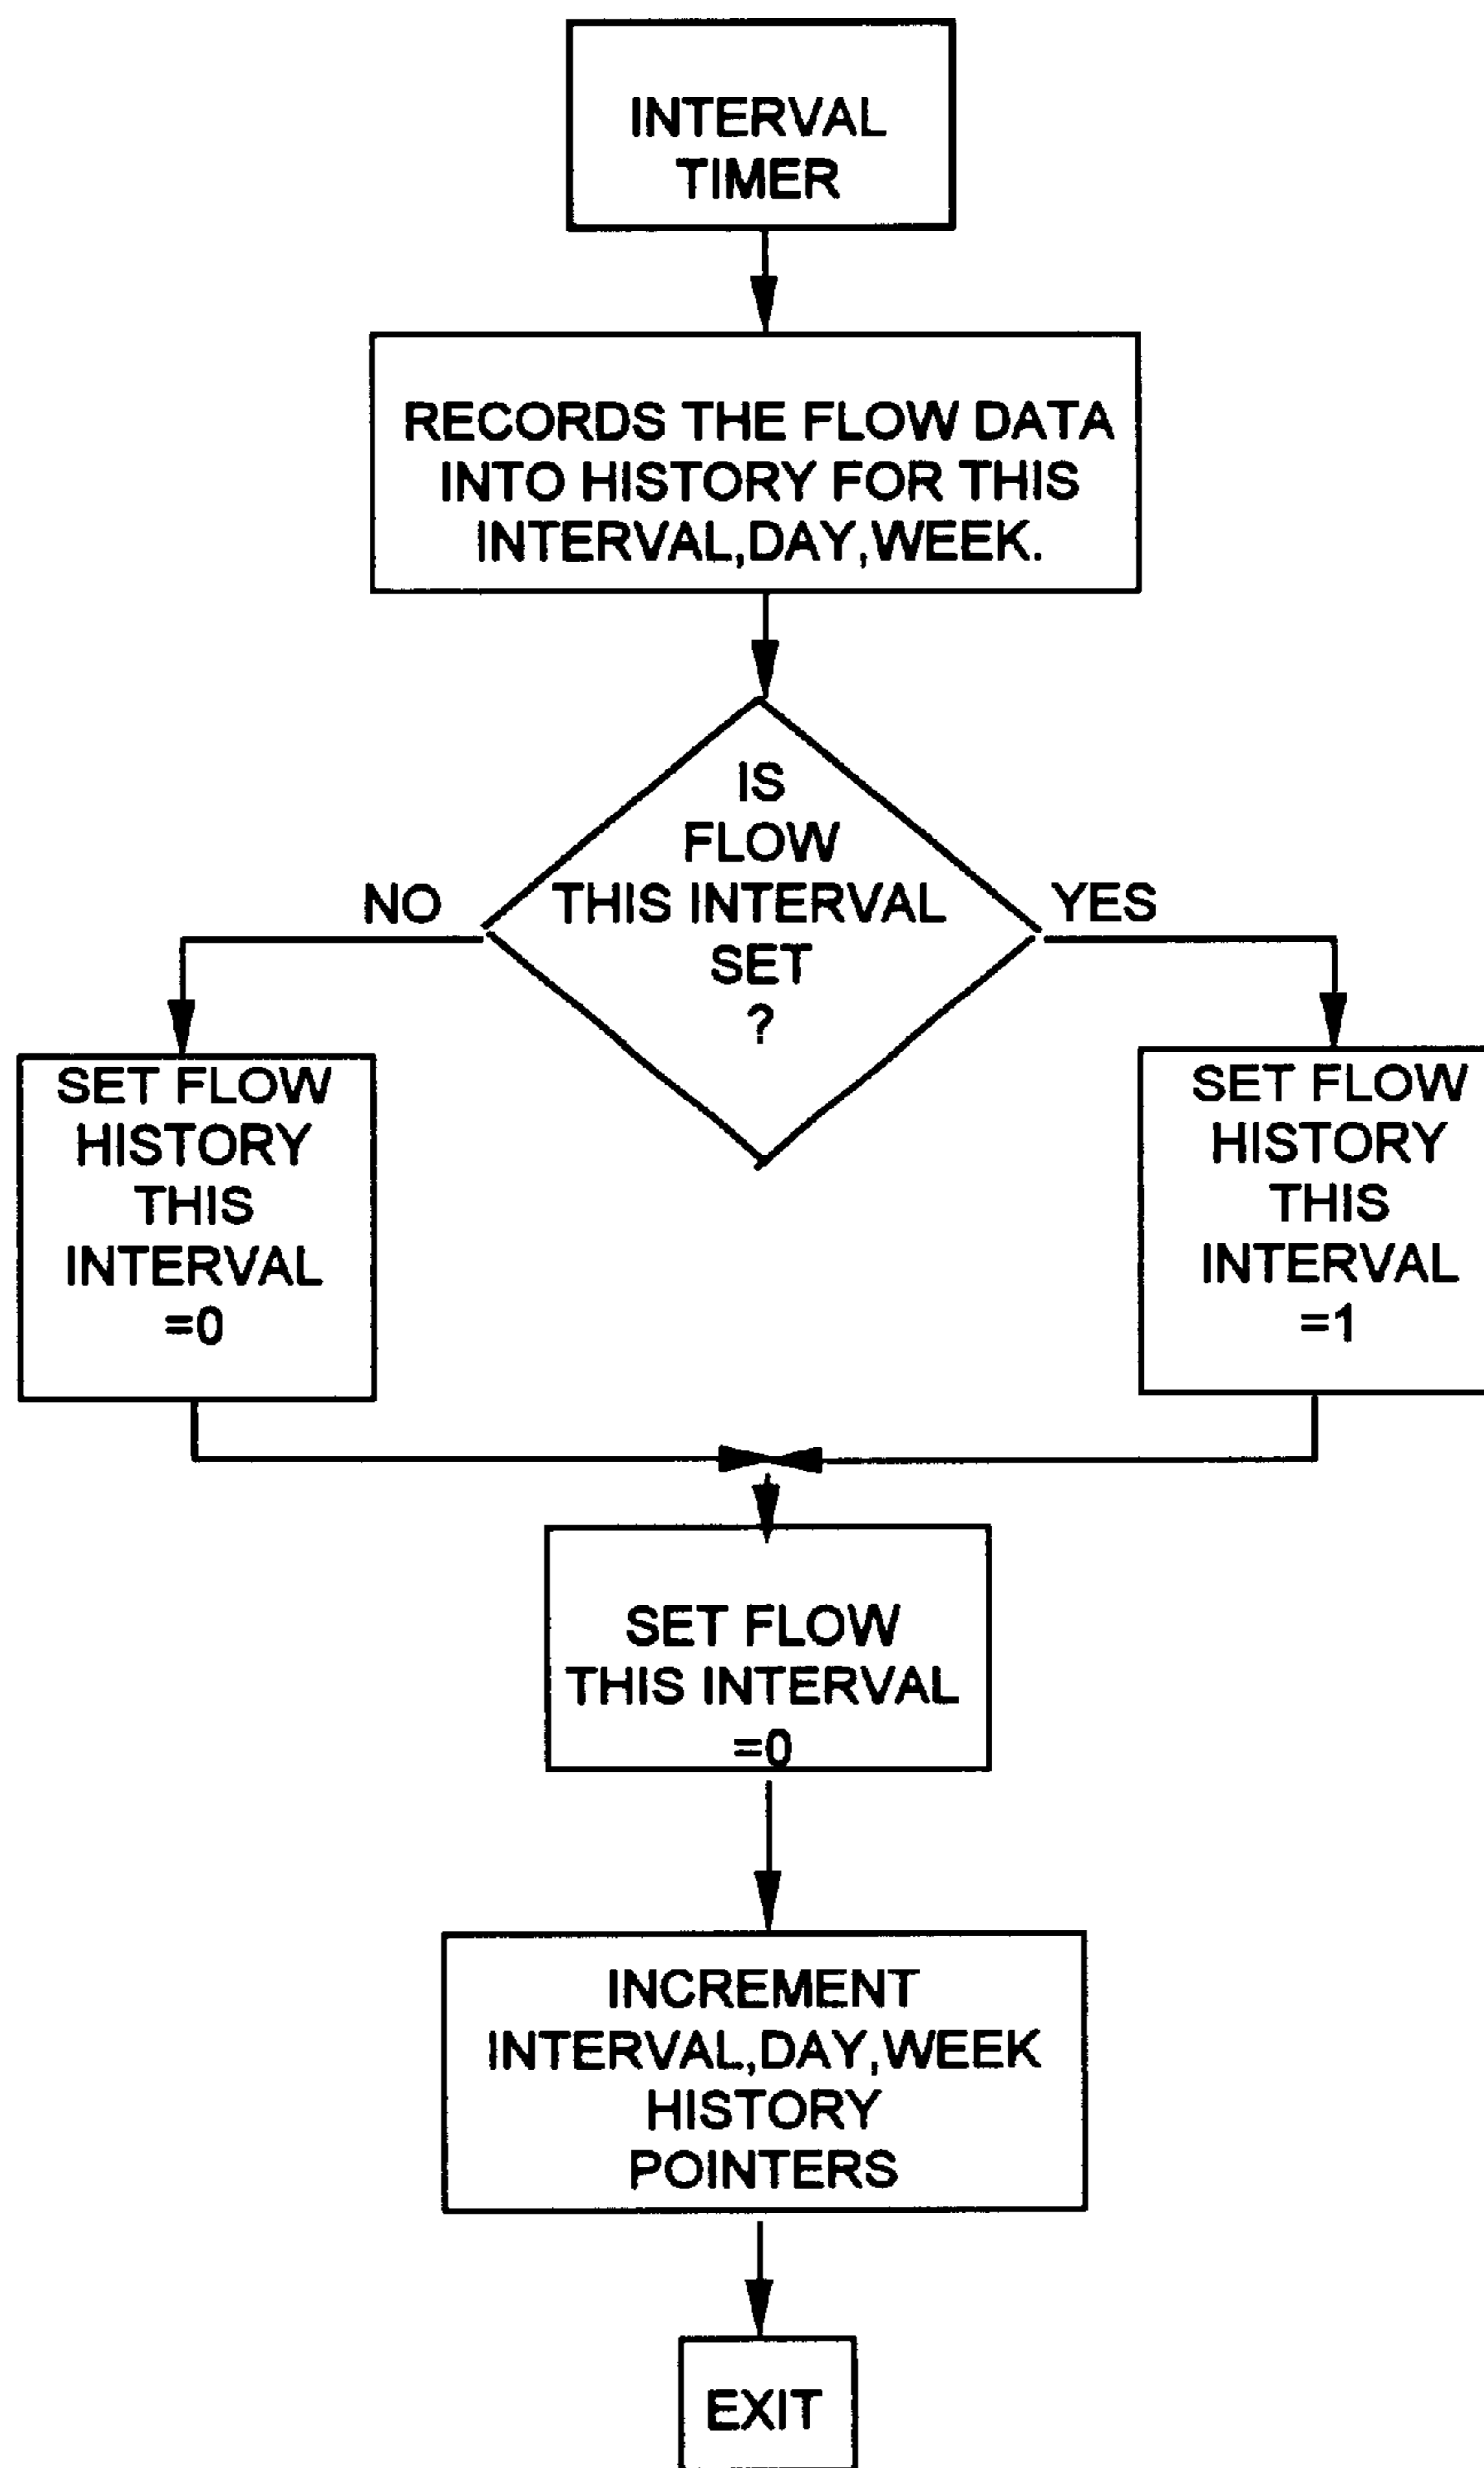 INTERVAL
TIMER
RECORDS THE FLOW DATA
INTO HISTORY FOR THIS
INTERVAL,DAY,WEEK.
IS
FLOW
THIS INTERVAL
SET
?
NO
YES
SET FLOW
HISTORY
THIS
INTERVAL
=0
SET FLOW
HISTORY
THIS
INTERVAL
=1
SET FLOW
THIS INTERVAL
=0
INCREMENT
INTERVAL,DAY,WEEK
HISTORY
POINTERS
EXIT